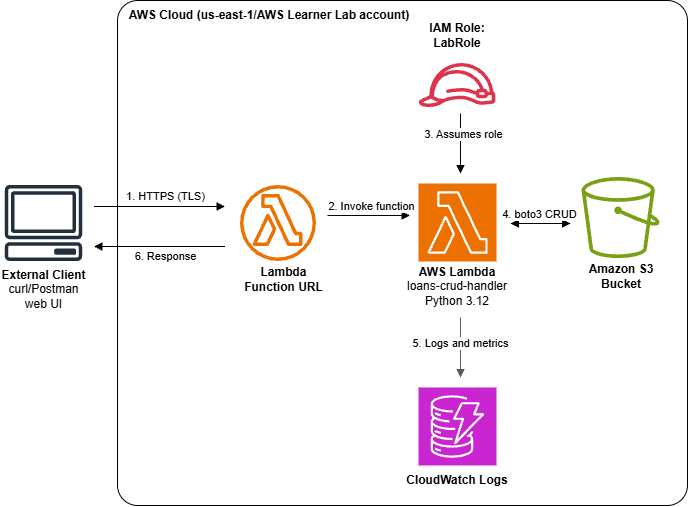 AWS Cloud (us-east-1/AWS Learner Lab account)
IAM Role:
LabRole
3. Assumes role
1. HTTPS (TLS)
2. Invoke function
4. boto3 CRUD
6. Response
External Client
curl/Postman
web UI
Lambda
Function URL
AWS Lambda
loans-crud-handler
Python 3.12
Amazon S3
Bucket
5. Logs and metrics
CloudWatch Logs